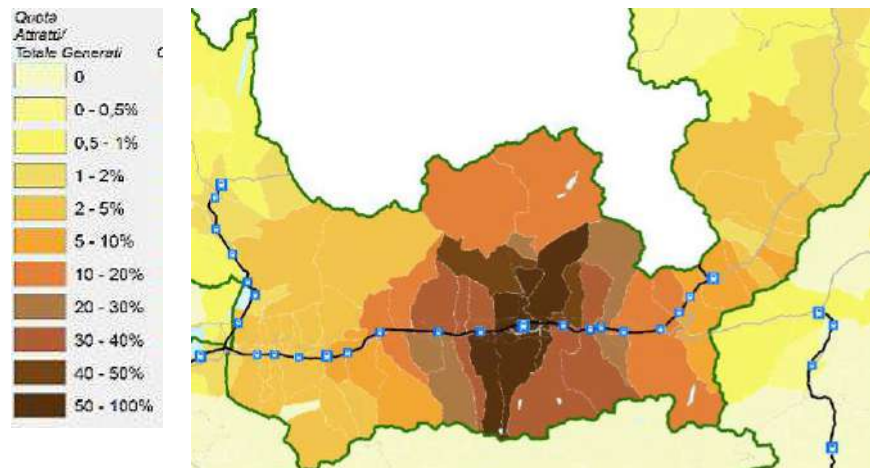 Quota
Attratti/
Totale Generati
0
0 - 0,5%
0,5 - 1%
1 - 2%
2 - 5%
5 - 10%
10 - 20%
20 - 30%
30 - 40%
40 - 50%
50 - 100%